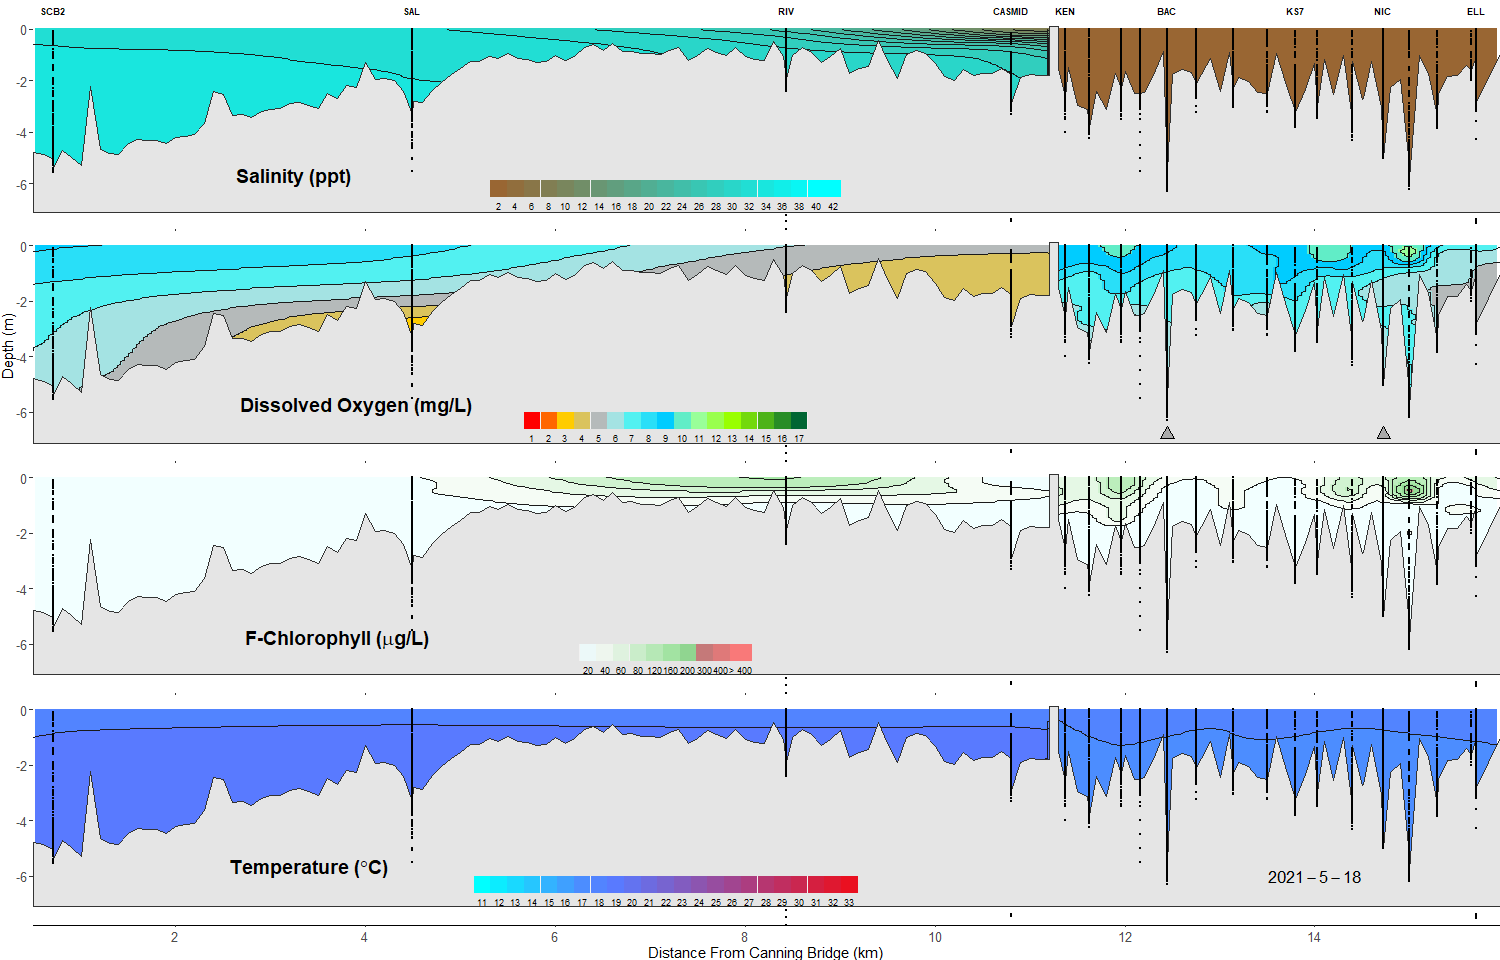 SCB2 SAL RIV CASMID KEN BAC KS7 NIC ELL
0
-2
-4
-6
Salinity (ppt)
2 4 6 8 10 12 14 16 18 20 22 24 26 28 30 32 34 36 38 40 42
0
-2
-4
-6
Dissolved Oxygen (mg/L)
1 2 3 4 5 6 7 8 9 10 11 12 13 14 15 16 17
Depth (m)
0
-2
-4
-6
F-Chlorophyll (μg/L)
20 40 60 80 120 160 200 300 400 > 400
0
-2
-4
-6
Temperature (°C)
2021 – 5 – 18
11 12 13 14 15 16 17 18 19 20 21 22 23 24 25 26 27 28 29 30 31 32 33
2 4 6 8 10 12 14
Distance From Canning Bridge (km)